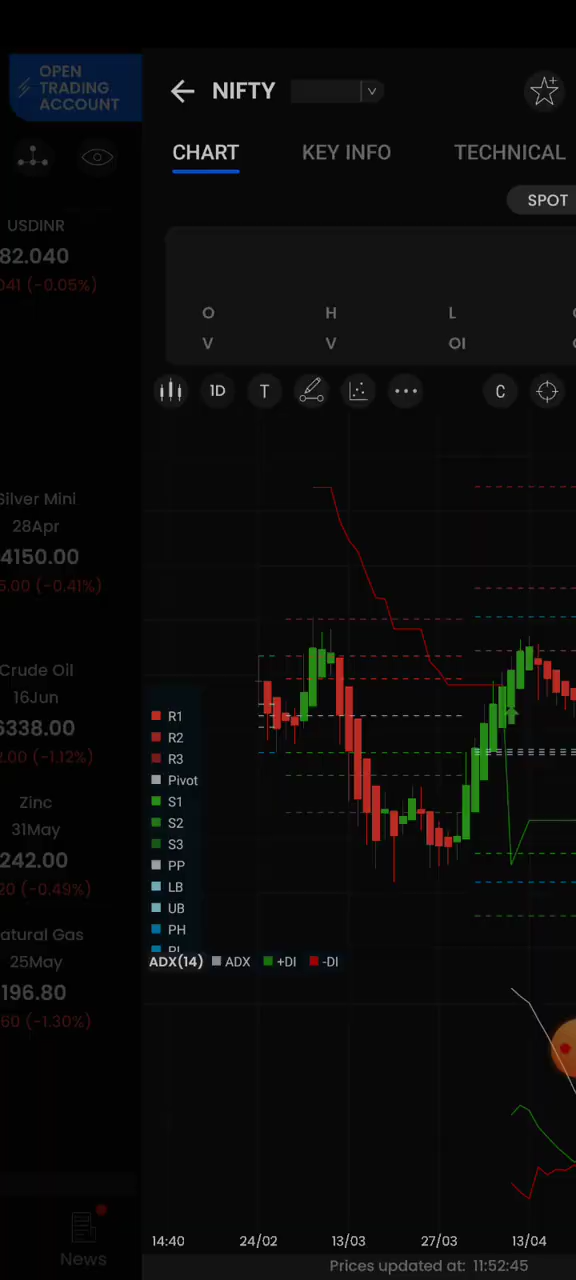 OPEN
TRADING
ACCOUNT
NIFTY
CHART KEY INFO TECHNICAL
USDINR
82.040
041 (-0.05%)
SPOT
O H L
V V OI
1D T C
Silver Mini
28Apr
4150.00
5.00 (-0.41%)
Crude Oil
16Jun
6338.00
2.00 (-1.12%)
Zinc
31May
242.00
20 (-0.49%)
atural Gas
25May
196.80
60 (-1.30%)
R1
R2
R3
Pivot
S1
S2
S3
PP
LB
UB
PH
ADX(14) ADX +DI -DI
14:40 24/02 13/03 27/03 13/04
News
Prices updated at: 11:52:45